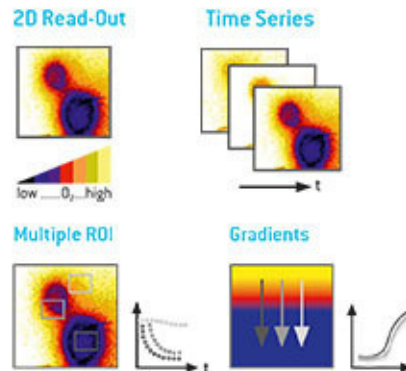 2D Read-Out
Time Series
low ......O₂....high
t
Multiple ROI
Gradients
t